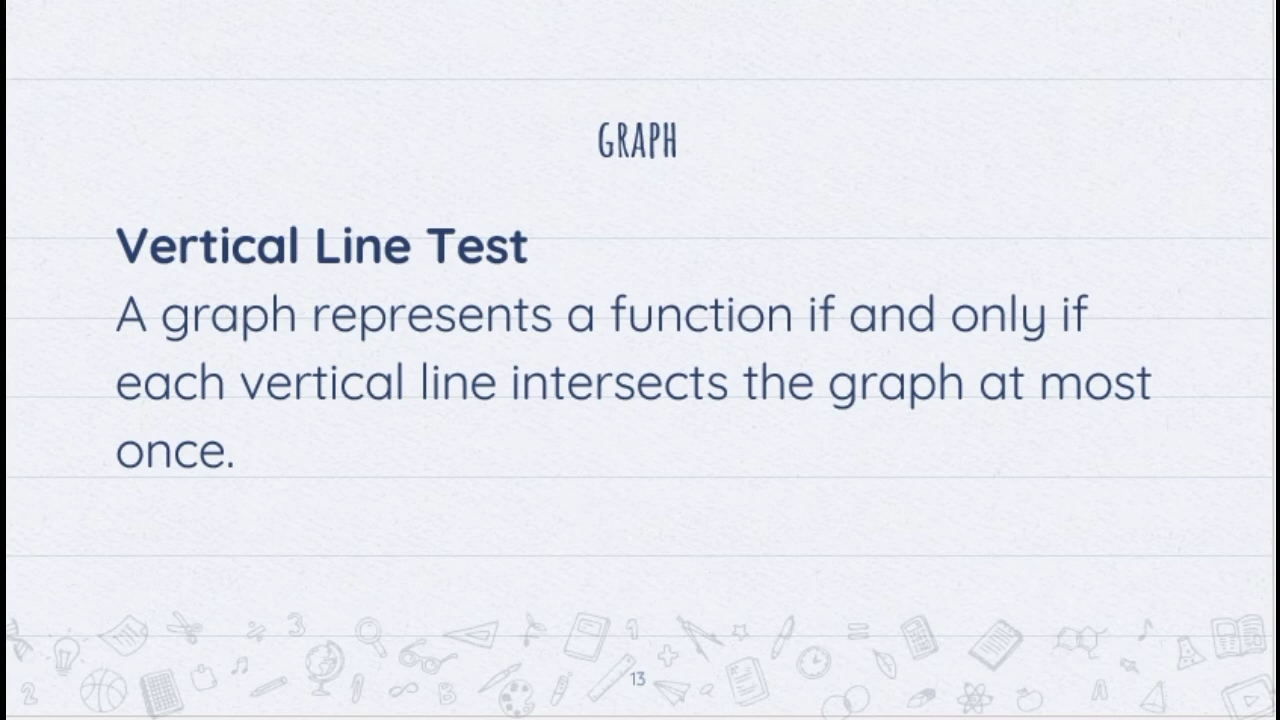 GRAPH
Vertical Line Test
A graph represents a function if and only if
each vertical line intersects the graph at most
once.
13